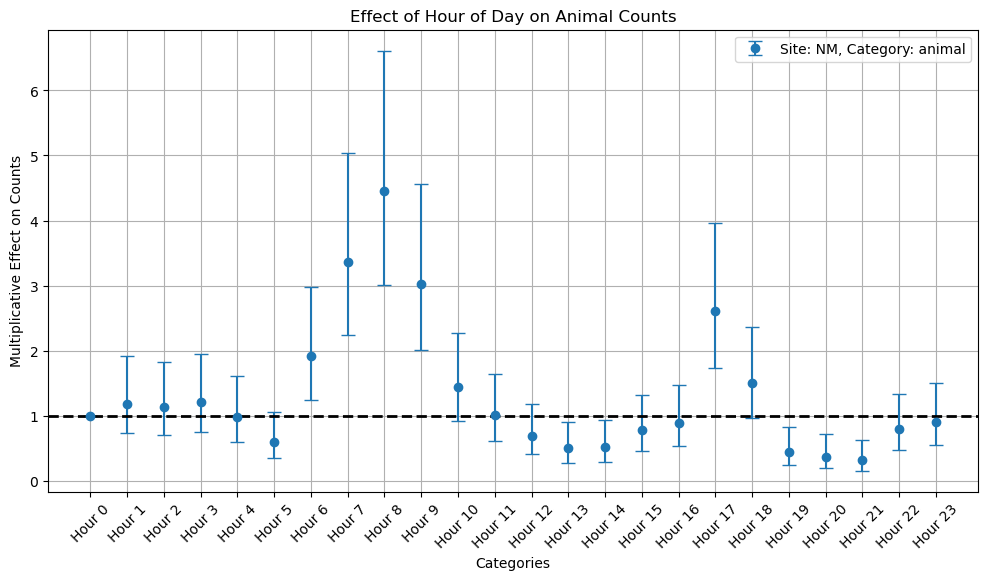 Effect of Hour of Day on Animal Counts
Site: NM, Category: animal
Multiplicative Effect on Counts
6
5
4
3
2
1
0
Hour 0
Hour 1
Hour 2
Hour 3
Hour 4
Hour 5
Hour 6
Hour 7
Hour 8
Hour 9
Hour 10
Hour 11
Hour 12
Hour 13
Hour 14
Hour 15
Hour 16
Hour 17
Hour 18
Hour 19
Hour 20
Hour 21
Hour 22
Hour 23
Categories